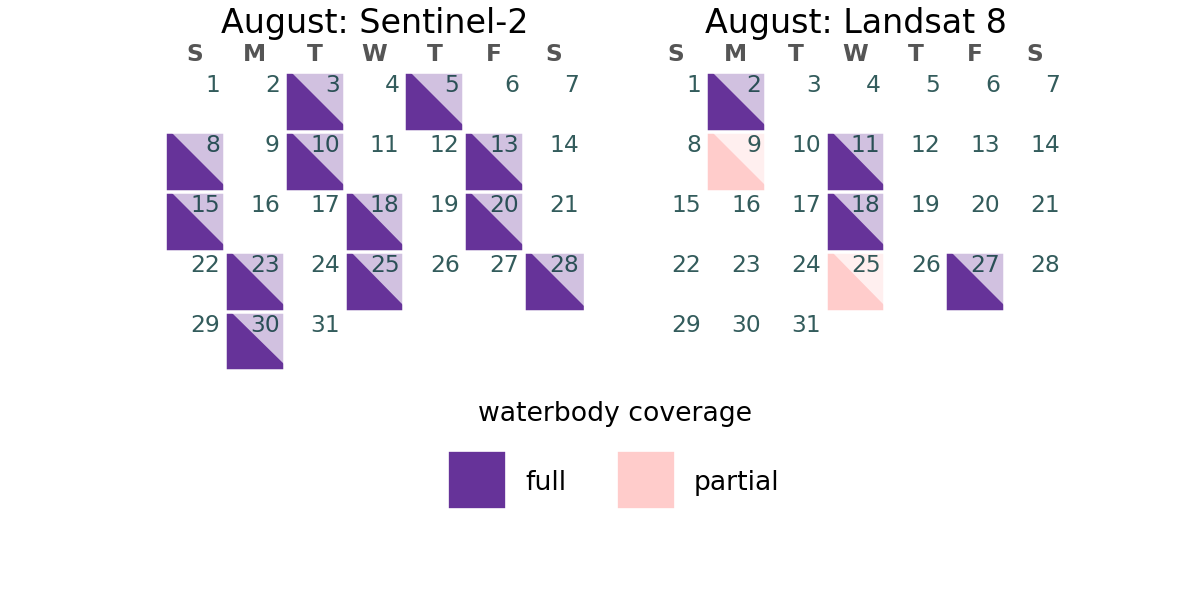 August: Sentinel-2
S M T W T F S
1 2 3 4 5 6 7
8 9 10 11 12 13 14
15 16 17 18 19 20 21
22 23 24 25 26 27 28
29 30 31
August: Landsat 8
S M T W T F S
1 2 3 4 5 6 7
8 9 10 11 12 13 14
15 16 17 18 19 20 21
22 23 24 25 26 27 28
29 30 31
waterbody coverage
full partial